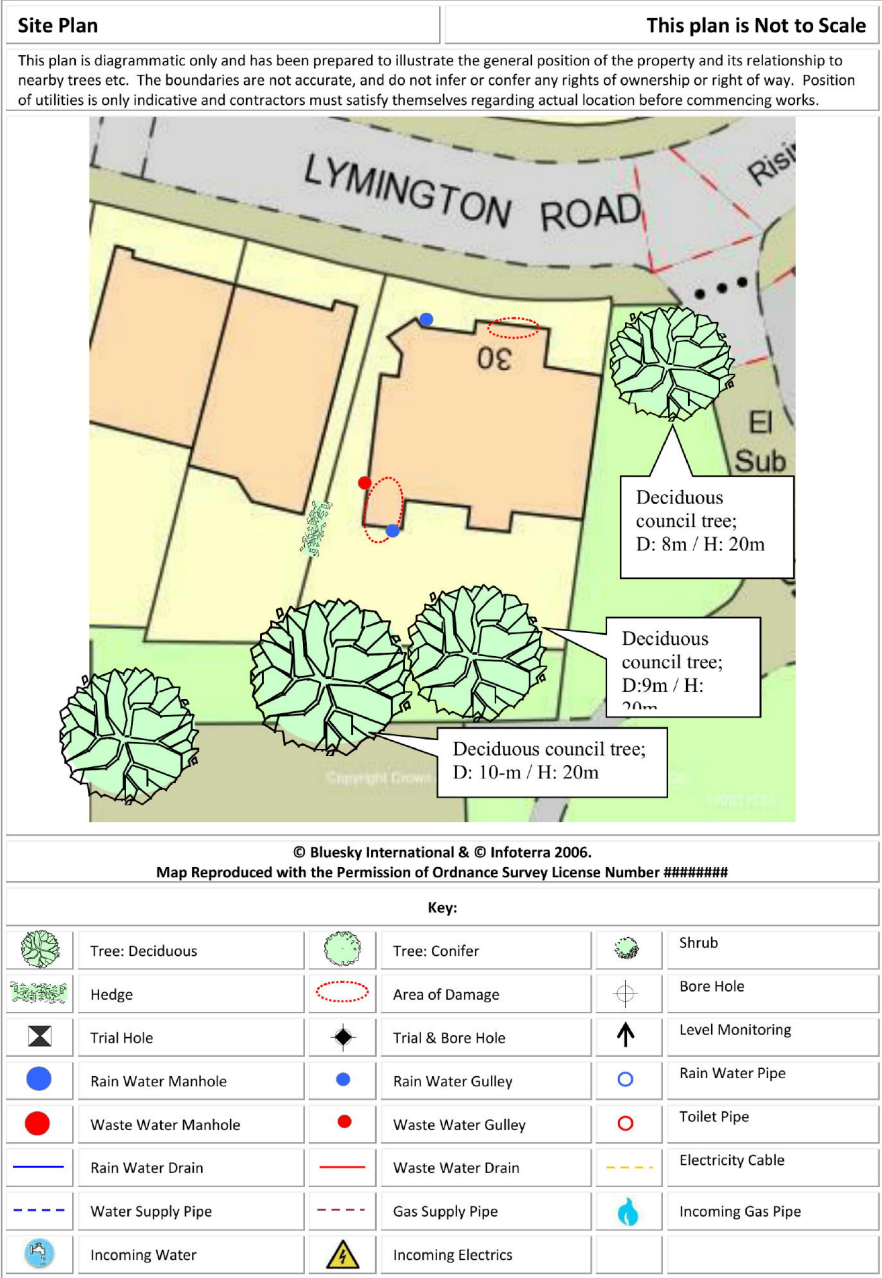 Site Plan
This plan is Not to Scale
This plan is diagrammatic only and has been prepared to illustrate the general position of the property and its relationship to
nearby trees etc. The boundaries are not accurate, and do not infer or confer any rights of ownership or right of way. Position
of utilities is only indicative and contractors must satisfy themselves regarding actual location before commencing works.
LYMINGTON ROAD
30
El
Sub
Deciduous
council tree;
D: 8m / H: 20m
Deciduous
council tree;
D:9m / H:
20m
Deciduous council tree;
D: 10-m / H: 20m
Copyright Crown
© Bluesky International & © Infoterra 2006.
Map Reproduced with the Permission of Ordnance Survey License Number ########
Key:
Tree: Deciduous
Tree: Conifer
Shrub
Hedge
Area of Damage
Bore Hole
Trial Hole
Trial & Bore Hole
Level Monitoring
Rain Water Manhole
Rain Water Gulley
Rain Water Pipe
Waste Water Manhole
Waste Water Gulley
Toilet Pipe
Rain Water Drain
Waste Water Drain
Electricity Cable
Water Supply Pipe
Gas Supply Pipe
Incoming Gas Pipe
Incoming Water
Incoming Electrics